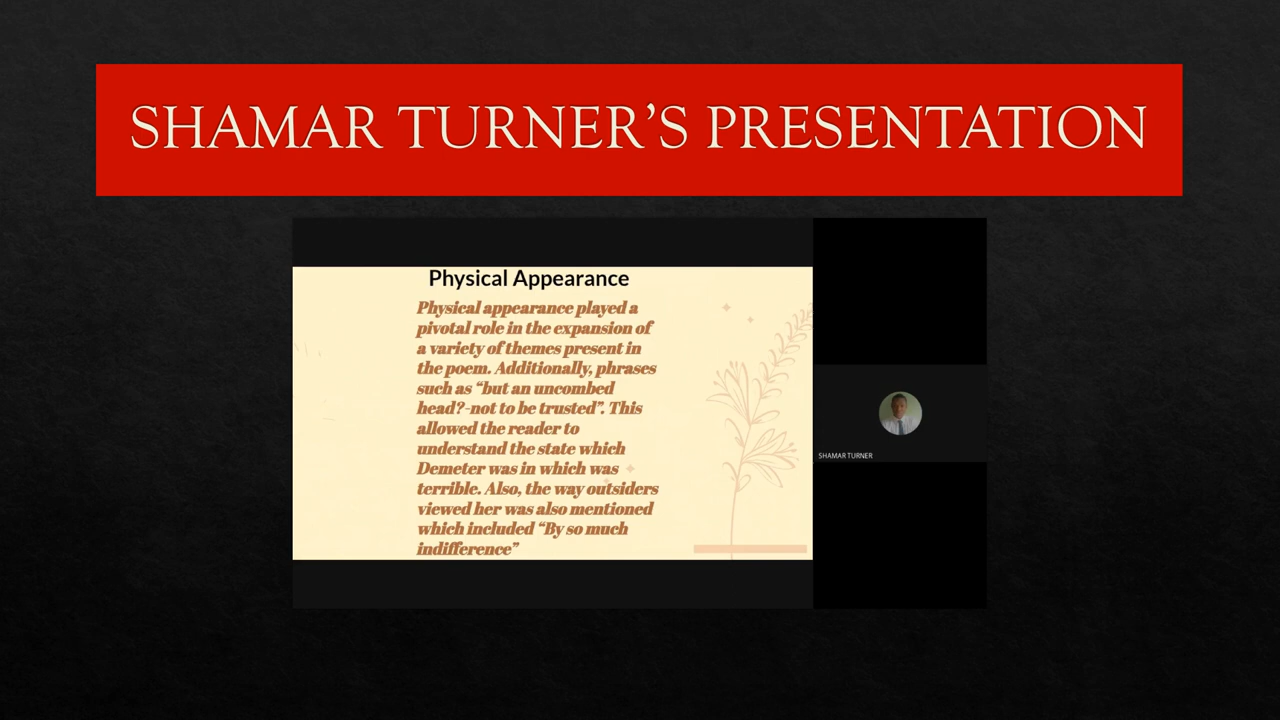 SHAMAR TURNER’S PRESENTATION
Physical Appearance
Physical appearance played a
pivotal role in the expansion of
a variety of themes present in
the poem. Additionally, phrases
such as “but an uncombed
head?-not to be trusted”. This
allowed the reader to
understand the state which
Demeter was in which was
terrible. Also, the way outsiders
viewed her was also mentioned
which included “By so much
indifference”
SHAMAR TURNER